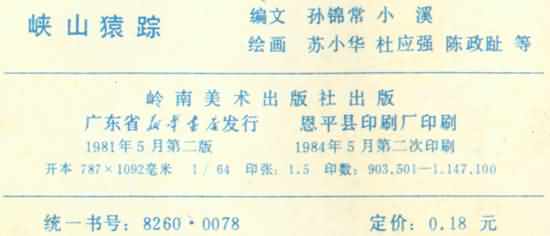 峡山猿踪
编文 孙锦常 小 溪
绘画 苏小华 杜应强 陈政趾 等
岭南美术出版社出版
广东省新华书店发行 恩平县印刷厂印刷
1981年5月第二版 1984年5月第二次印刷
开本 787×1092毫米 1/64 印张: 1.5 印数: 903,501—1,147,100
统一书号: 8260·0078 定价: 0.18 元